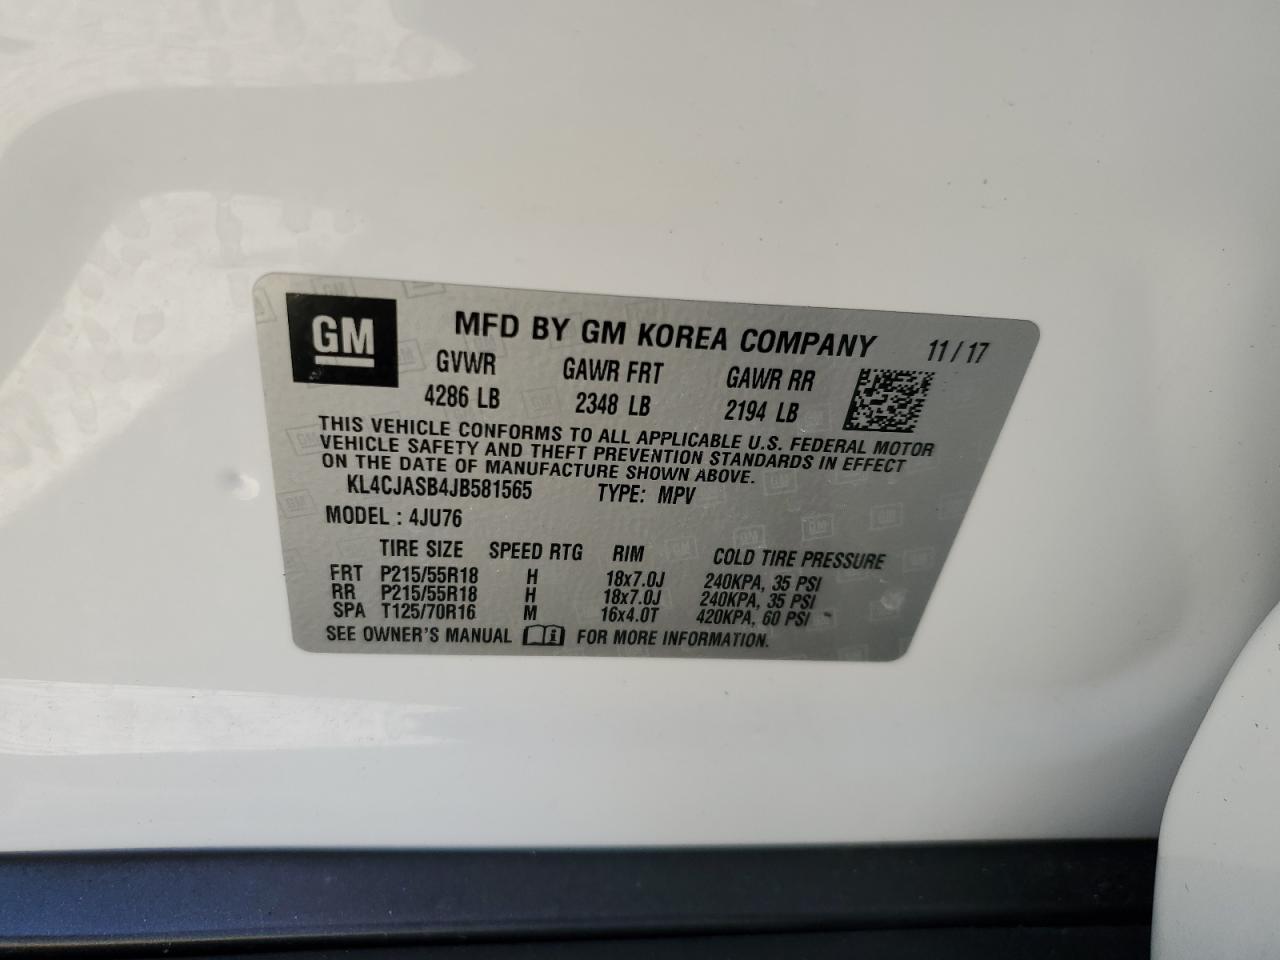 GM MFD BY GM KOREA COMPANY 11/17
GVWR GAWR FRT GAWR RR
4286 LB 2348 LB 2194 LB
THIS VEHICLE CONFORMS TO ALL APPLICABLE U.S. FEDERAL MOTOR
VEHICLE SAFETY AND THEFT PREVENTION STANDARDS IN EFFECT
ON THE DATE OF MANUFACTURE SHOWN ABOVE.
KL4CJASB4JB581565 TYPE: MPV
MODEL : 4JU76
TIRE SIZE SPEED RTG RIM COLD TIRE PRESSURE
FRT P215/55R18 H 18x7.0J 240KPA, 35 PSI
RR P215/55R18 H 18x7.0J 240KPA, 35 PSI
SPA T125/70R16 M 16x4.0T 420KPA, 60 PSI
SEE OWNER'S MANUAL FOR MORE INFORMATION.